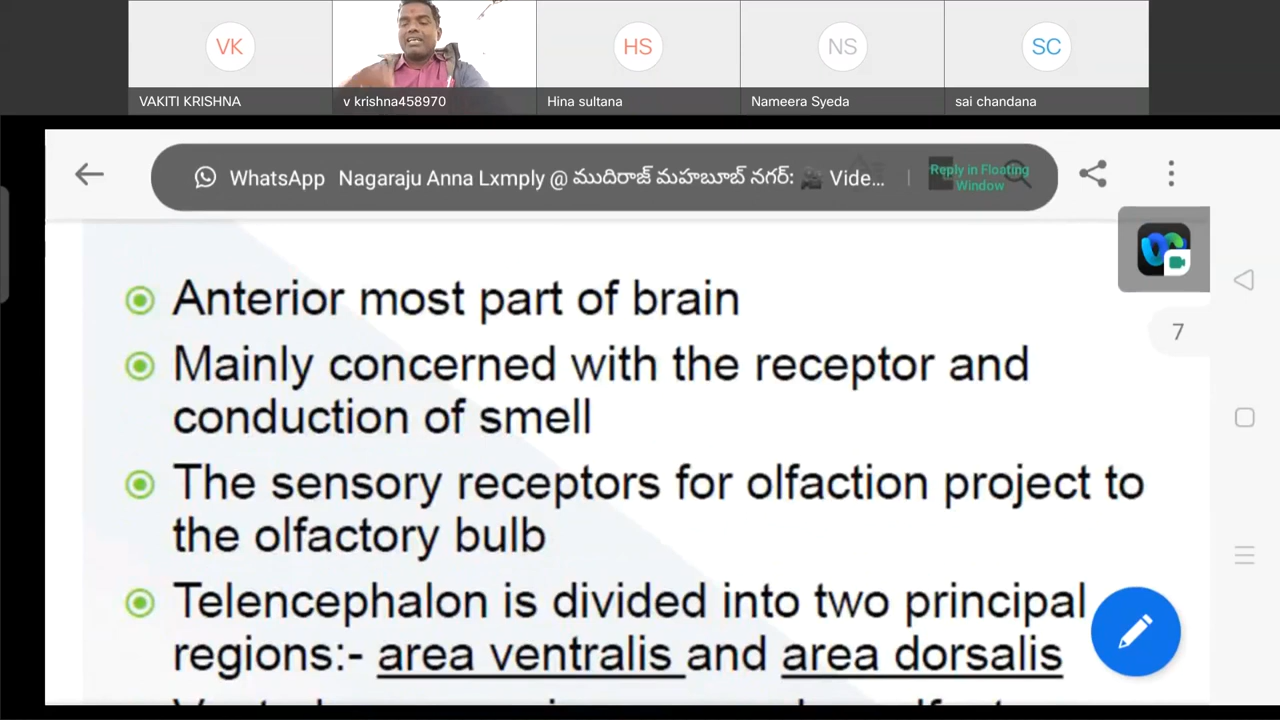 VK
HS
NS
SC
VAKITI KRISHNA
v krishna458970
Hina sultana
Nameera Syeda
sai chandana
WhatsApp Nagaraju Anna Lxmply @ ముదిరాజ్ మహబూబ్ నగర్: 🎥 Vide... | Reply in Floating
Window
7
Anterior most part of brain
Mainly concerned with the receptor and
conduction of smell
The sensory receptors for olfaction project to
the olfactory bulb
Telencephalon is divided into two principal
regions:- area ventralis and area dorsalis